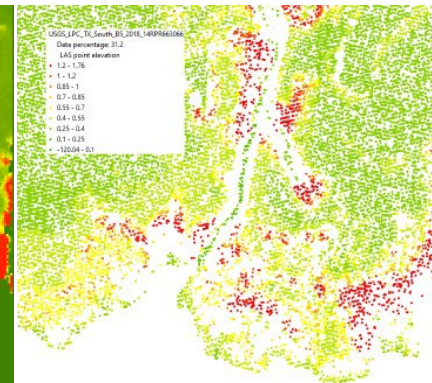 USGS_LPC_TX_South_B5_2018_14RPR663066
Data percentage: 31.2
LAS point elevation
1.2 - 1.76
1 - 1.2
0.85 - 1
0.7 - 0.85
0.55 - 0.7
0.4 - 0.55
0.25 - 0.4
0.1 - 0.25
-120.04 - 0.1